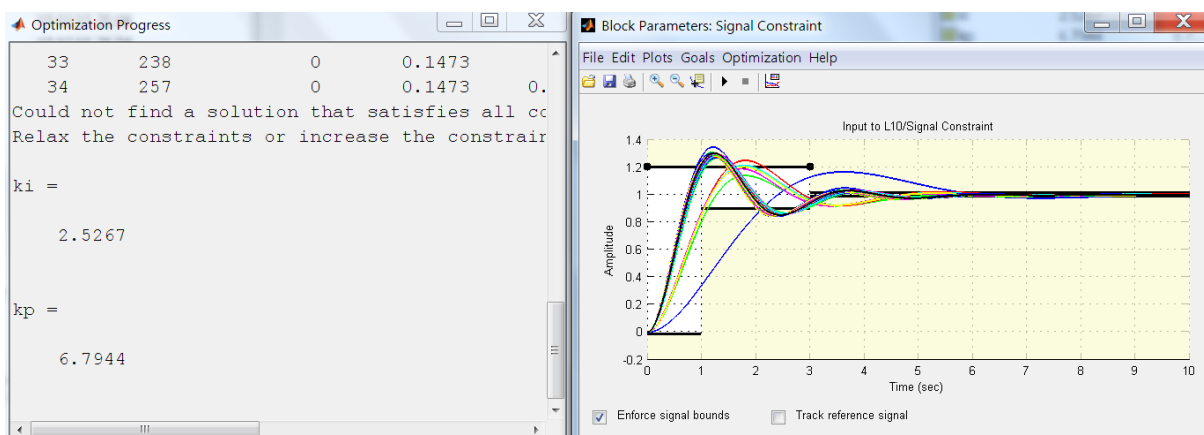 Optimization Progress
33 238 0 0.1473
34 257 0 0.1473 0.
Could not find a solution that satisfies all co
Relax the constraints or increase the constrain
ki =
2.5267
kp =
6.7944
Block Parameters: Signal Constraint
File Edit Plots Goals Optimization Help
Input to L10/Signal Constraint
1.4
1.2
1
0.8
0.6
0.4
0.2
0
-0.2
Amplitude
0 1 2 3 4 5 6 7 8 9 10
Time (sec)
Enforce signal bounds Track reference signal